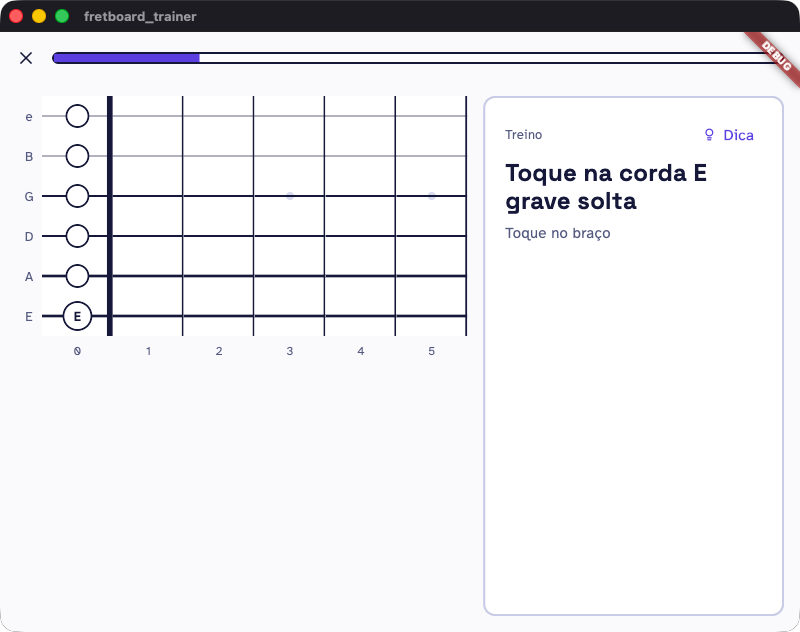 fretboard_trainer
DEBUG
e
B
G
D
A
E
E
0
1
2
3
4
5
Treino
Dica
Toque na corda E
grave solta
Toque no braço